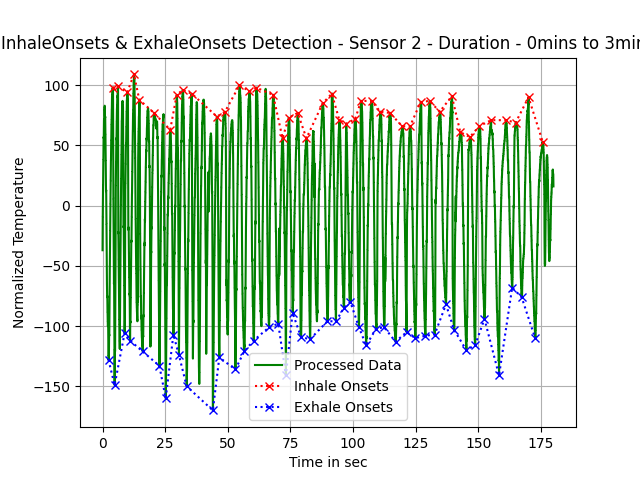 InhaleOnsets & ExhaleOnsets Detection - Sensor 2 - Duration - 0mins to 3min
Normalized Temperature
100
50
0
−50
−100
−150
0 25 50 75 100 125 150 175
Time in sec
Processed Data
Inhale Onsets
Exhale Onsets